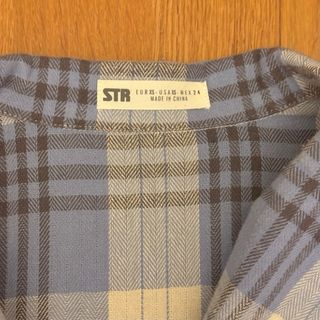 STR
EUR XS - USA XS - MEX 24
MADE IN CHINA